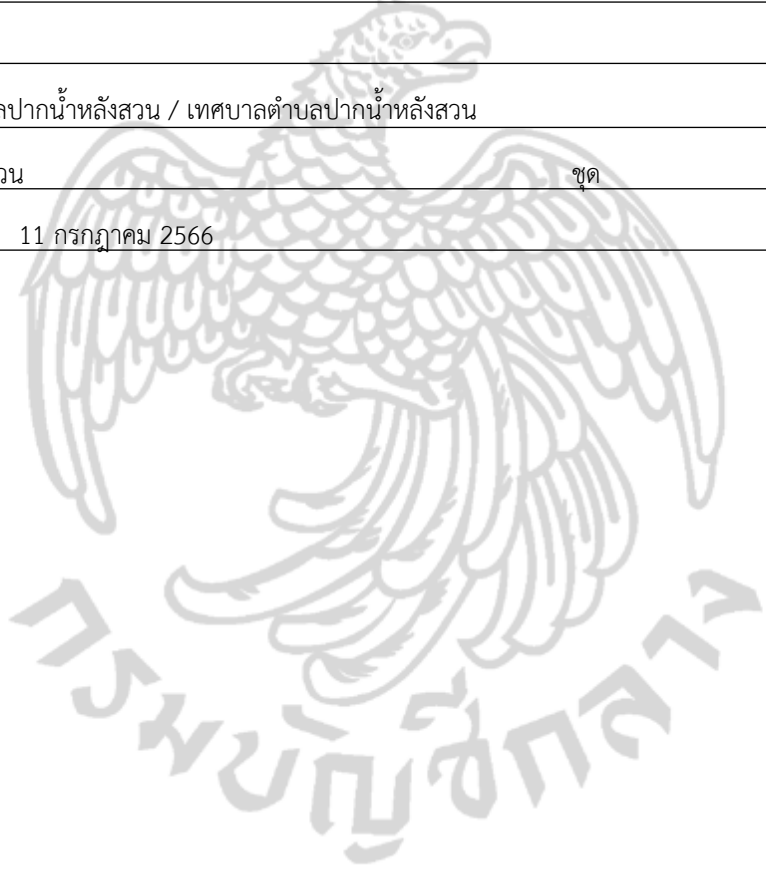 ลปากน้ำหลังสวน / เทศบาลตำบลปากน้ำหลังสวน
วน ชุด
11 กรกฎาคม 2566
กรมบัญชีกลาง